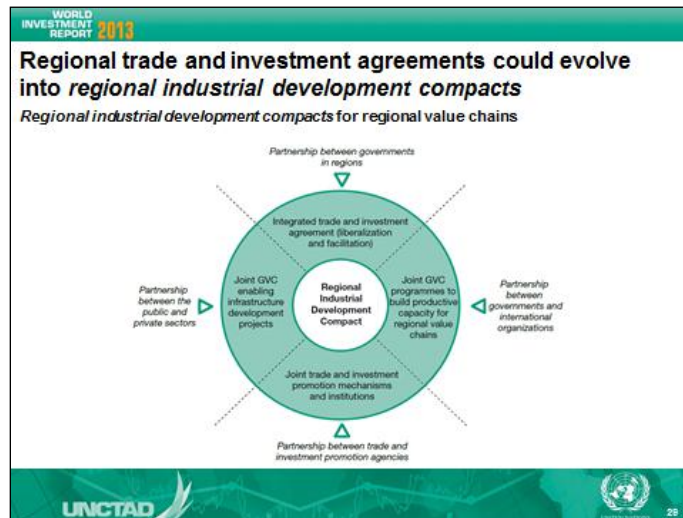 WORLD
INVESTMENT
REPORT 2013
Regional trade and investment agreements could evolve
into regional industrial development compacts
Regional industrial development compacts for regional value chains
Partnership between governments
in regions
Integrated trade and investment
agreement (liberalization
and facilitation)
Partnership
between the
public and
private sectors
Joint GVC
enabling
infrastructure
development
projects
Regional
Industrial
Development
Compact
Joint GVC
programmes to
build productive
capacity for
regional value
chains
Partnership
between
governments and
international
organizations
Joint trade and investment
promotion mechanisms
and institutions
Partnership between trade and
investment promotion agencies
UNCTAD
29